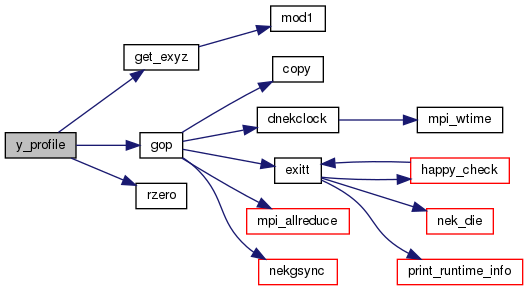 mod1
get_exyz
copy
dnekclock
mpi_wtime
y_profile
gop
exitt
happy_check
rzero
mpi_allreduce
nek_die
nekgsync
print_runtime_info